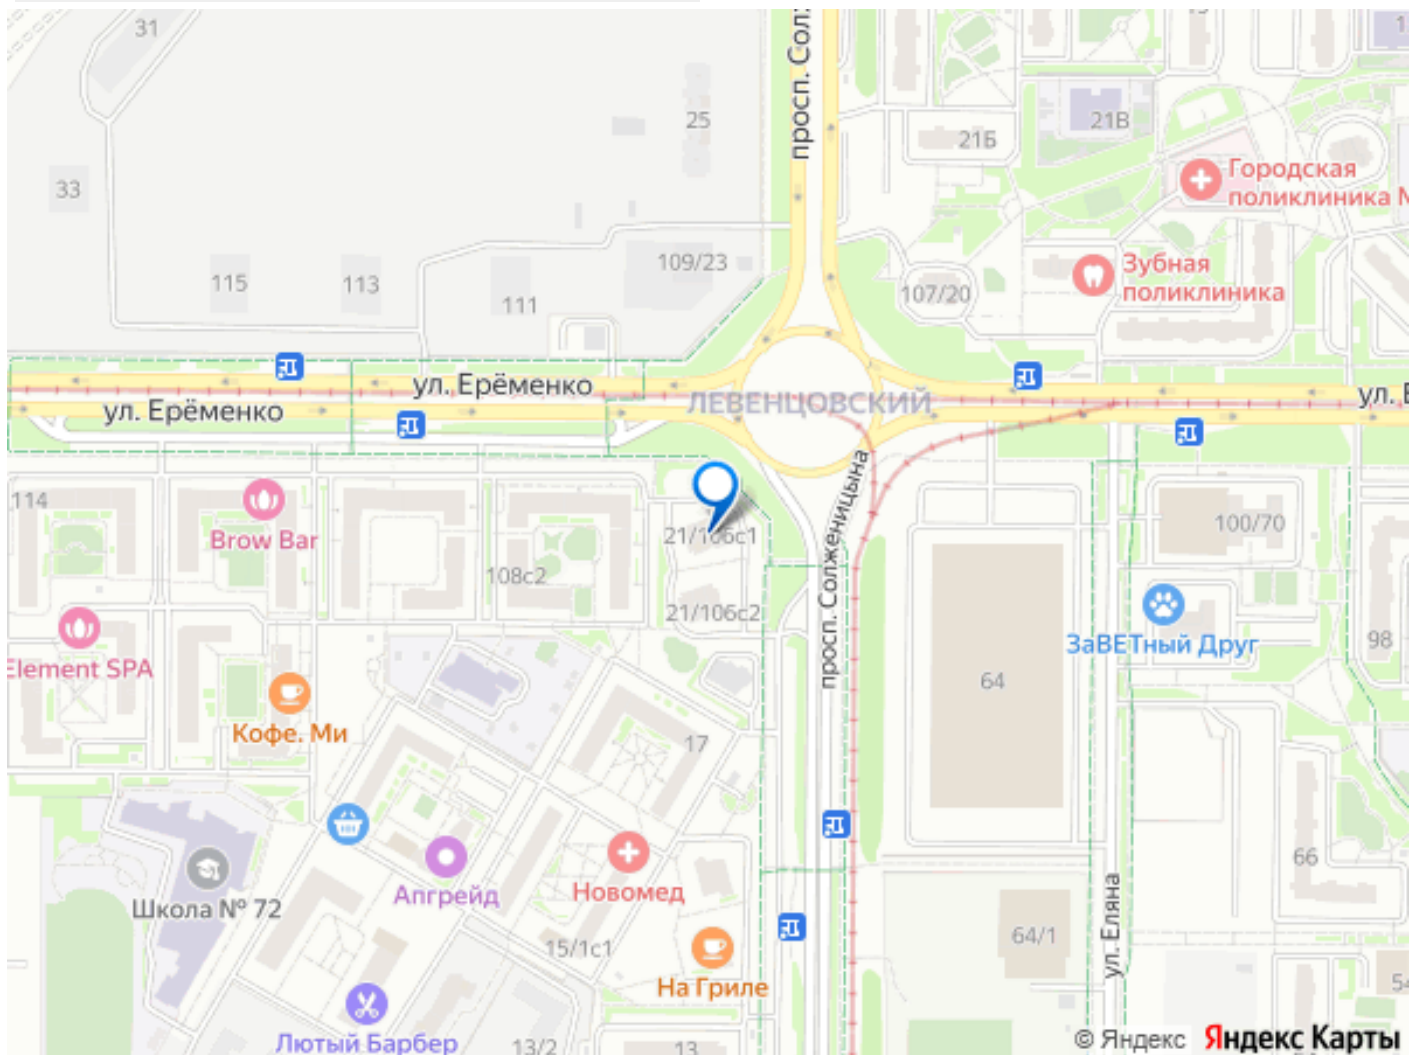 31
просп. Сол
25
21Б
21В
33
Городская
поликлиника
109/23
Зубная
поликлиника
115
113
111
107/20
ул. Ерёменко
ул. Ерёменко
ЛЕВЕНЦОВСКИЙ
ул.
114
Brow Bar
21/106с1
108с2
21/106с2
просп. Солженицына
100/70
ЗаВЕТный Друг
98
Element SPA
64
Кофе. Ми
17
66
Апгрейд
Новомед
Школа № 72
15/1с1
64/1
ул. Еляна
На Гриле
Лютый Барбер
13/2
13
© Яндекс Яндекс Карты